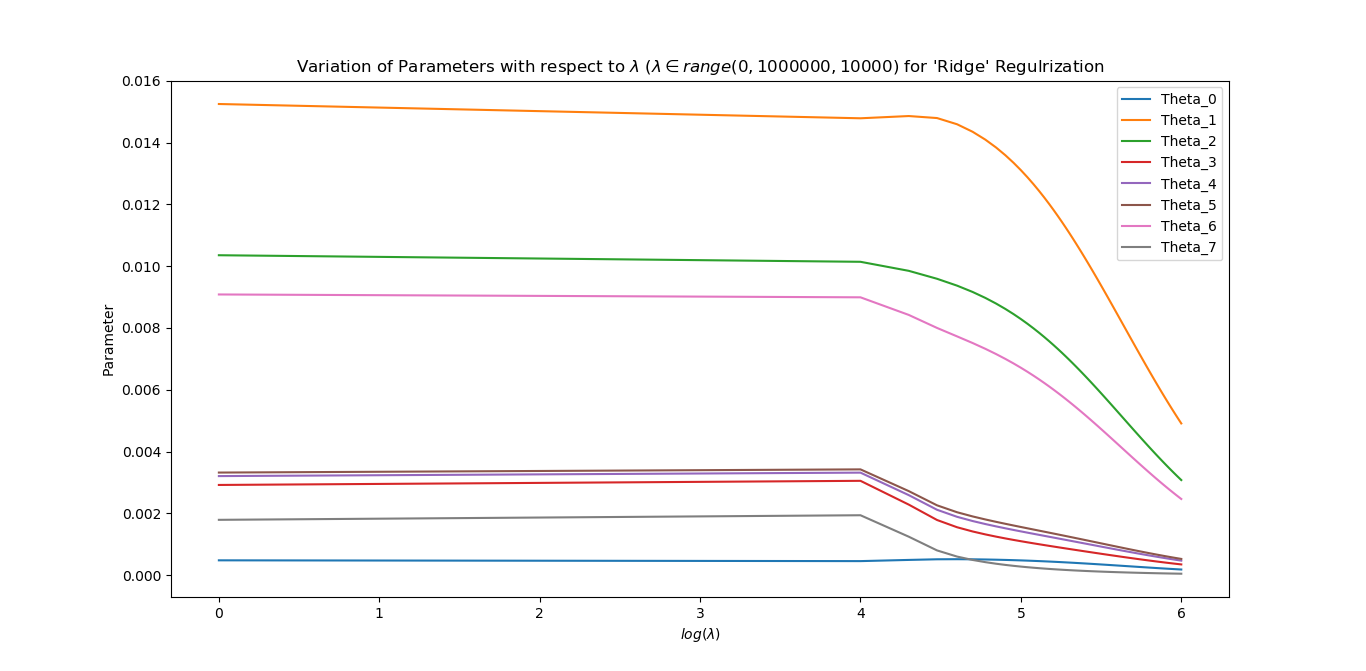 Variation of Parameters with respect to λ (λ ∈ range(0, 1000000, 10000) for 'Ridge' Regulrization
0.016
0.014
0.012
0.010
0.008
0.006
0.004
0.002
0.000
Parameter
Theta_0
Theta_1
Theta_2
Theta_3
Theta_4
Theta_5
Theta_6
Theta_7
0 1 2 3 4 5 6
log(λ)